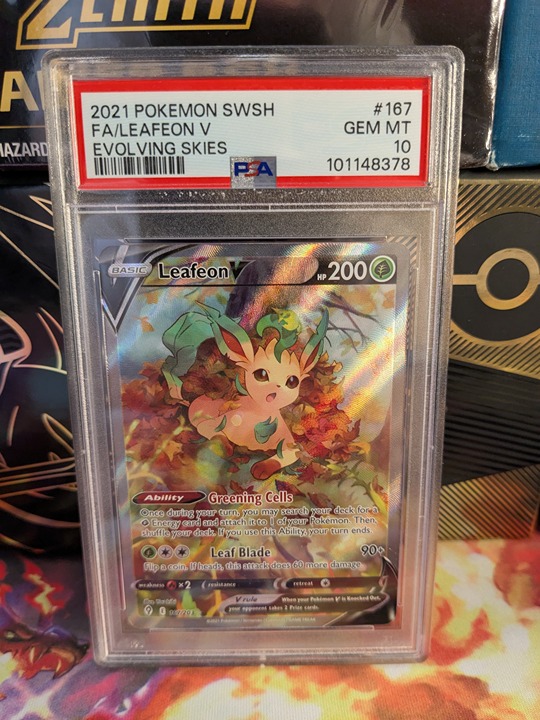 ZENITH
AZARD
2021 POKEMON SWSH #167
FA/LEAFEON V GEM MT
EVOLVING SKIES 10
PSA 101148378
BASIC Leafeon V HP 200
Ability Greening Cells
Once during your turn, you may search your deck for a
Energy card and attach it to 1 of your Pokémon. Then,
shuffle your deck. If you use this Ability, your turn ends.
Leaf Blade 90+
Flip a coin. If heads, this attack does 60 more damage.
weakness ×2 resistance retreat
V rule When your Pokémon V is Knocked Out,
your opponent takes 2 Prize cards.